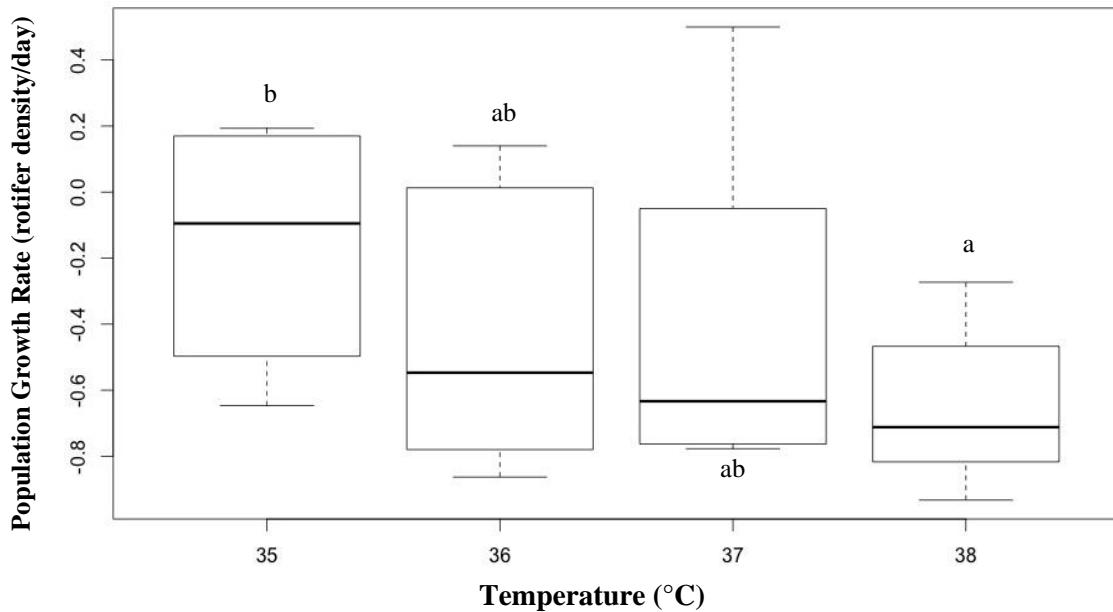 Population Growth Rate (rotifer density/day)
0.4
0.2
0.0
-0.2
-0.4
-0.6
-0.8
b
ab
ab
a
35
36
37
38
Temperature (°C)